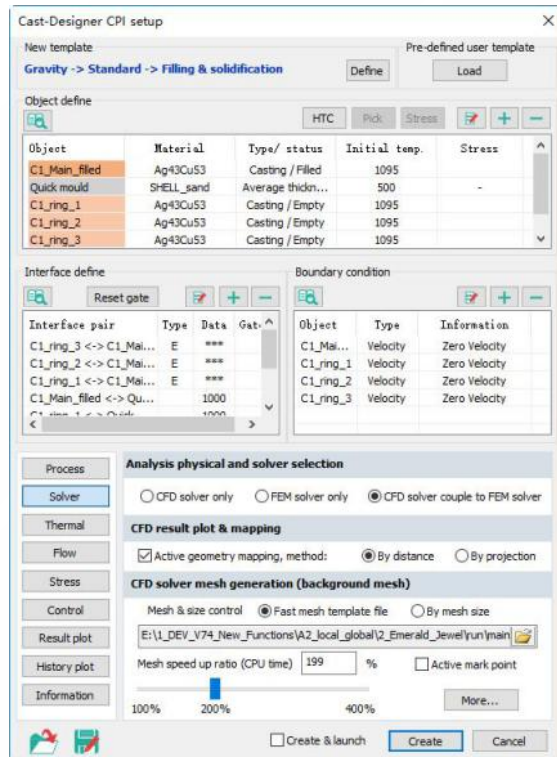 Cast-Designer CPI setup
New template
Pre-defined user template
Gravity -> Standard -> Filling & solidification
Define
Load
Object define
HTC
Pick
Stress
Object Material Type/ status Initial temp. Stress
C1_Main_filled Ag43Cu53 Casting / Filled 1095
Quick mould SHELL_sand Average thickn... 500 -
C1_ring_1 Ag43Cu53 Casting / Empty 1095
C1_ring_2 Ag43Cu53 Casting / Empty 1095
C1_ring_3 Ag43Cu53 Casting / Empty 1095
Interface define
Reset gate
Interface pair Type Data Gat
C1_ring_3 <-> C1_Mai... E ***
C1_ring_2 <-> C1_Mai... E ***
C1_ring_1 <-> C1_Mai... E ***
C1_Main_filled <-> Qu... 1000
C1_ring_1 <-> Quick 1000
Boundary condition
Object Type Information
C1_Mai... Velocity Zero Velocity
C1_ring_1 Velocity Zero Velocity
C1_ring_2 Velocity Zero Velocity
C1_ring_3 Velocity Zero Velocity
Process
Solver
Thermal
Flow
Stress
Control
Result plot
History plot
Information
Analysis physical and solver selection
CFD solver only FEM solver only CFD solver couple to FEM solver
CFD result plot & mapping
Active geometry mapping, method: By distance By projection
CFD solver mesh generation (background mesh)
Mesh & size control Fast mesh template file By mesh size
E:\1_DEV_V74_New_Functions\A2_local_global\2_Emerald_Jewel\run\main
Mesh speed up ratio (CPU time) 199 % Active mark point
100% 200% 400%
More...
Create & launch Create Cancel